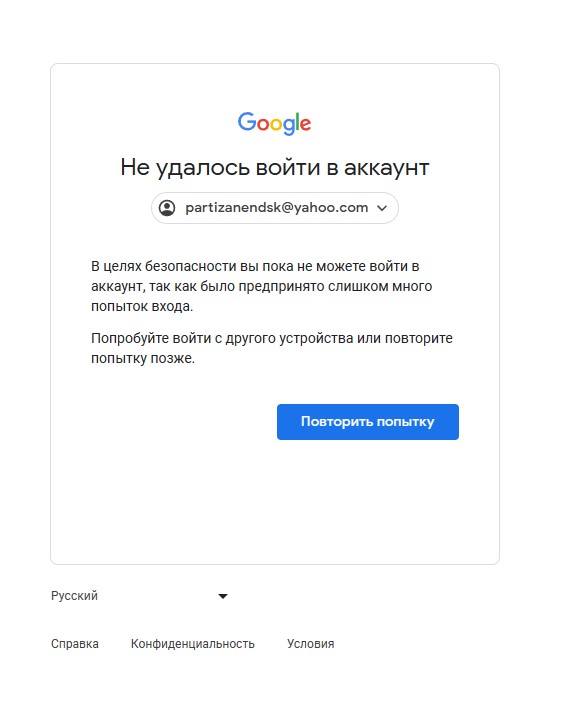 Google
Не удалось войти в аккаунт
partizanendsk@yahoo.com
В целях безопасности вы пока не можете войти в
аккаунт, так как было предпринято слишком много
попыток входа.
Попробуйте войти с другого устройства или повторите
попытку позже.
Повторить попытку
Русский
Справка Конфиденциальность Условия